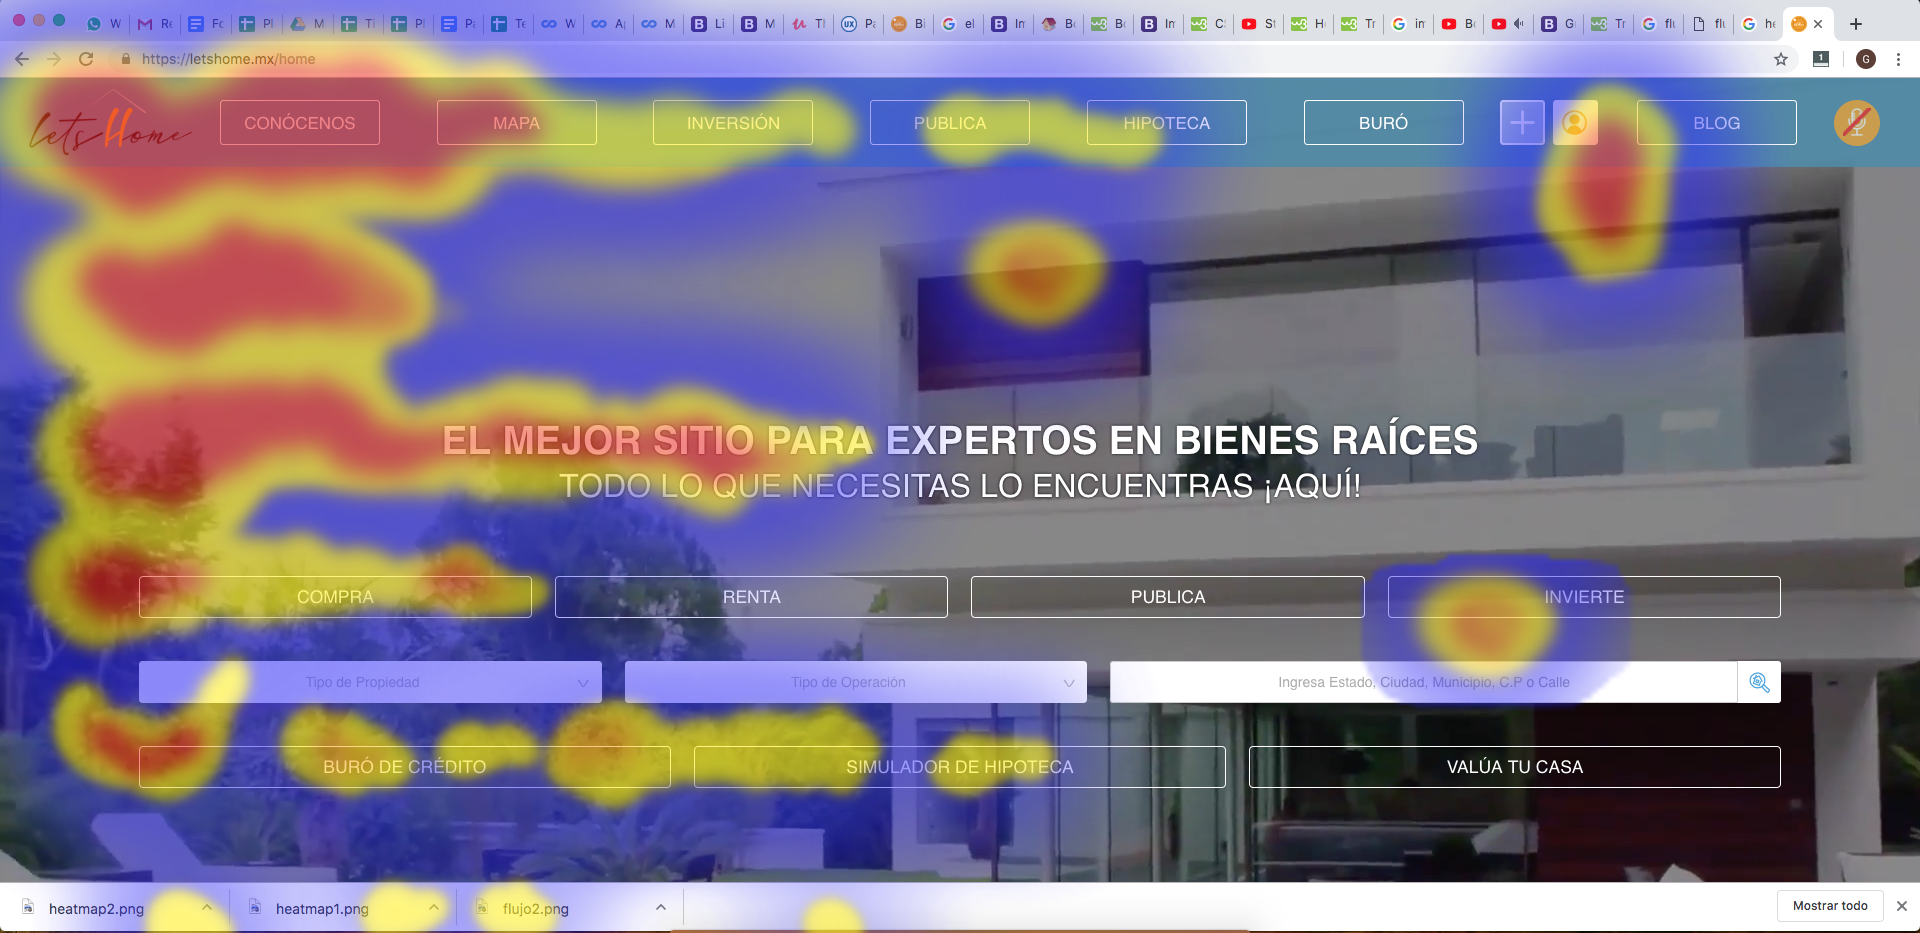 https://letshome.mx/home
letsHome
CONÓCENOS MAPA INVERSIÓN PUBLICA HIPOTECA BURÓ BLOG
EL MEJOR SITIO PARA EXPERTOS EN BIENES RAÍCES
TODO LO QUE NECESITAS LO ENCUENTRAS ¡AQUÍ!
COMPRA RENTA PUBLICA INVIERTE
Tipo de Propiedad Tipo de Operación Ingresa Estado, Ciudad, Municipio, C.P o Calle
BURÓ DE CRÉDITO SIMULADOR DE HIPOTECA VALÚA TU CASA
heatmap2.png heatmap1.png flujo2.png Mostrar todo